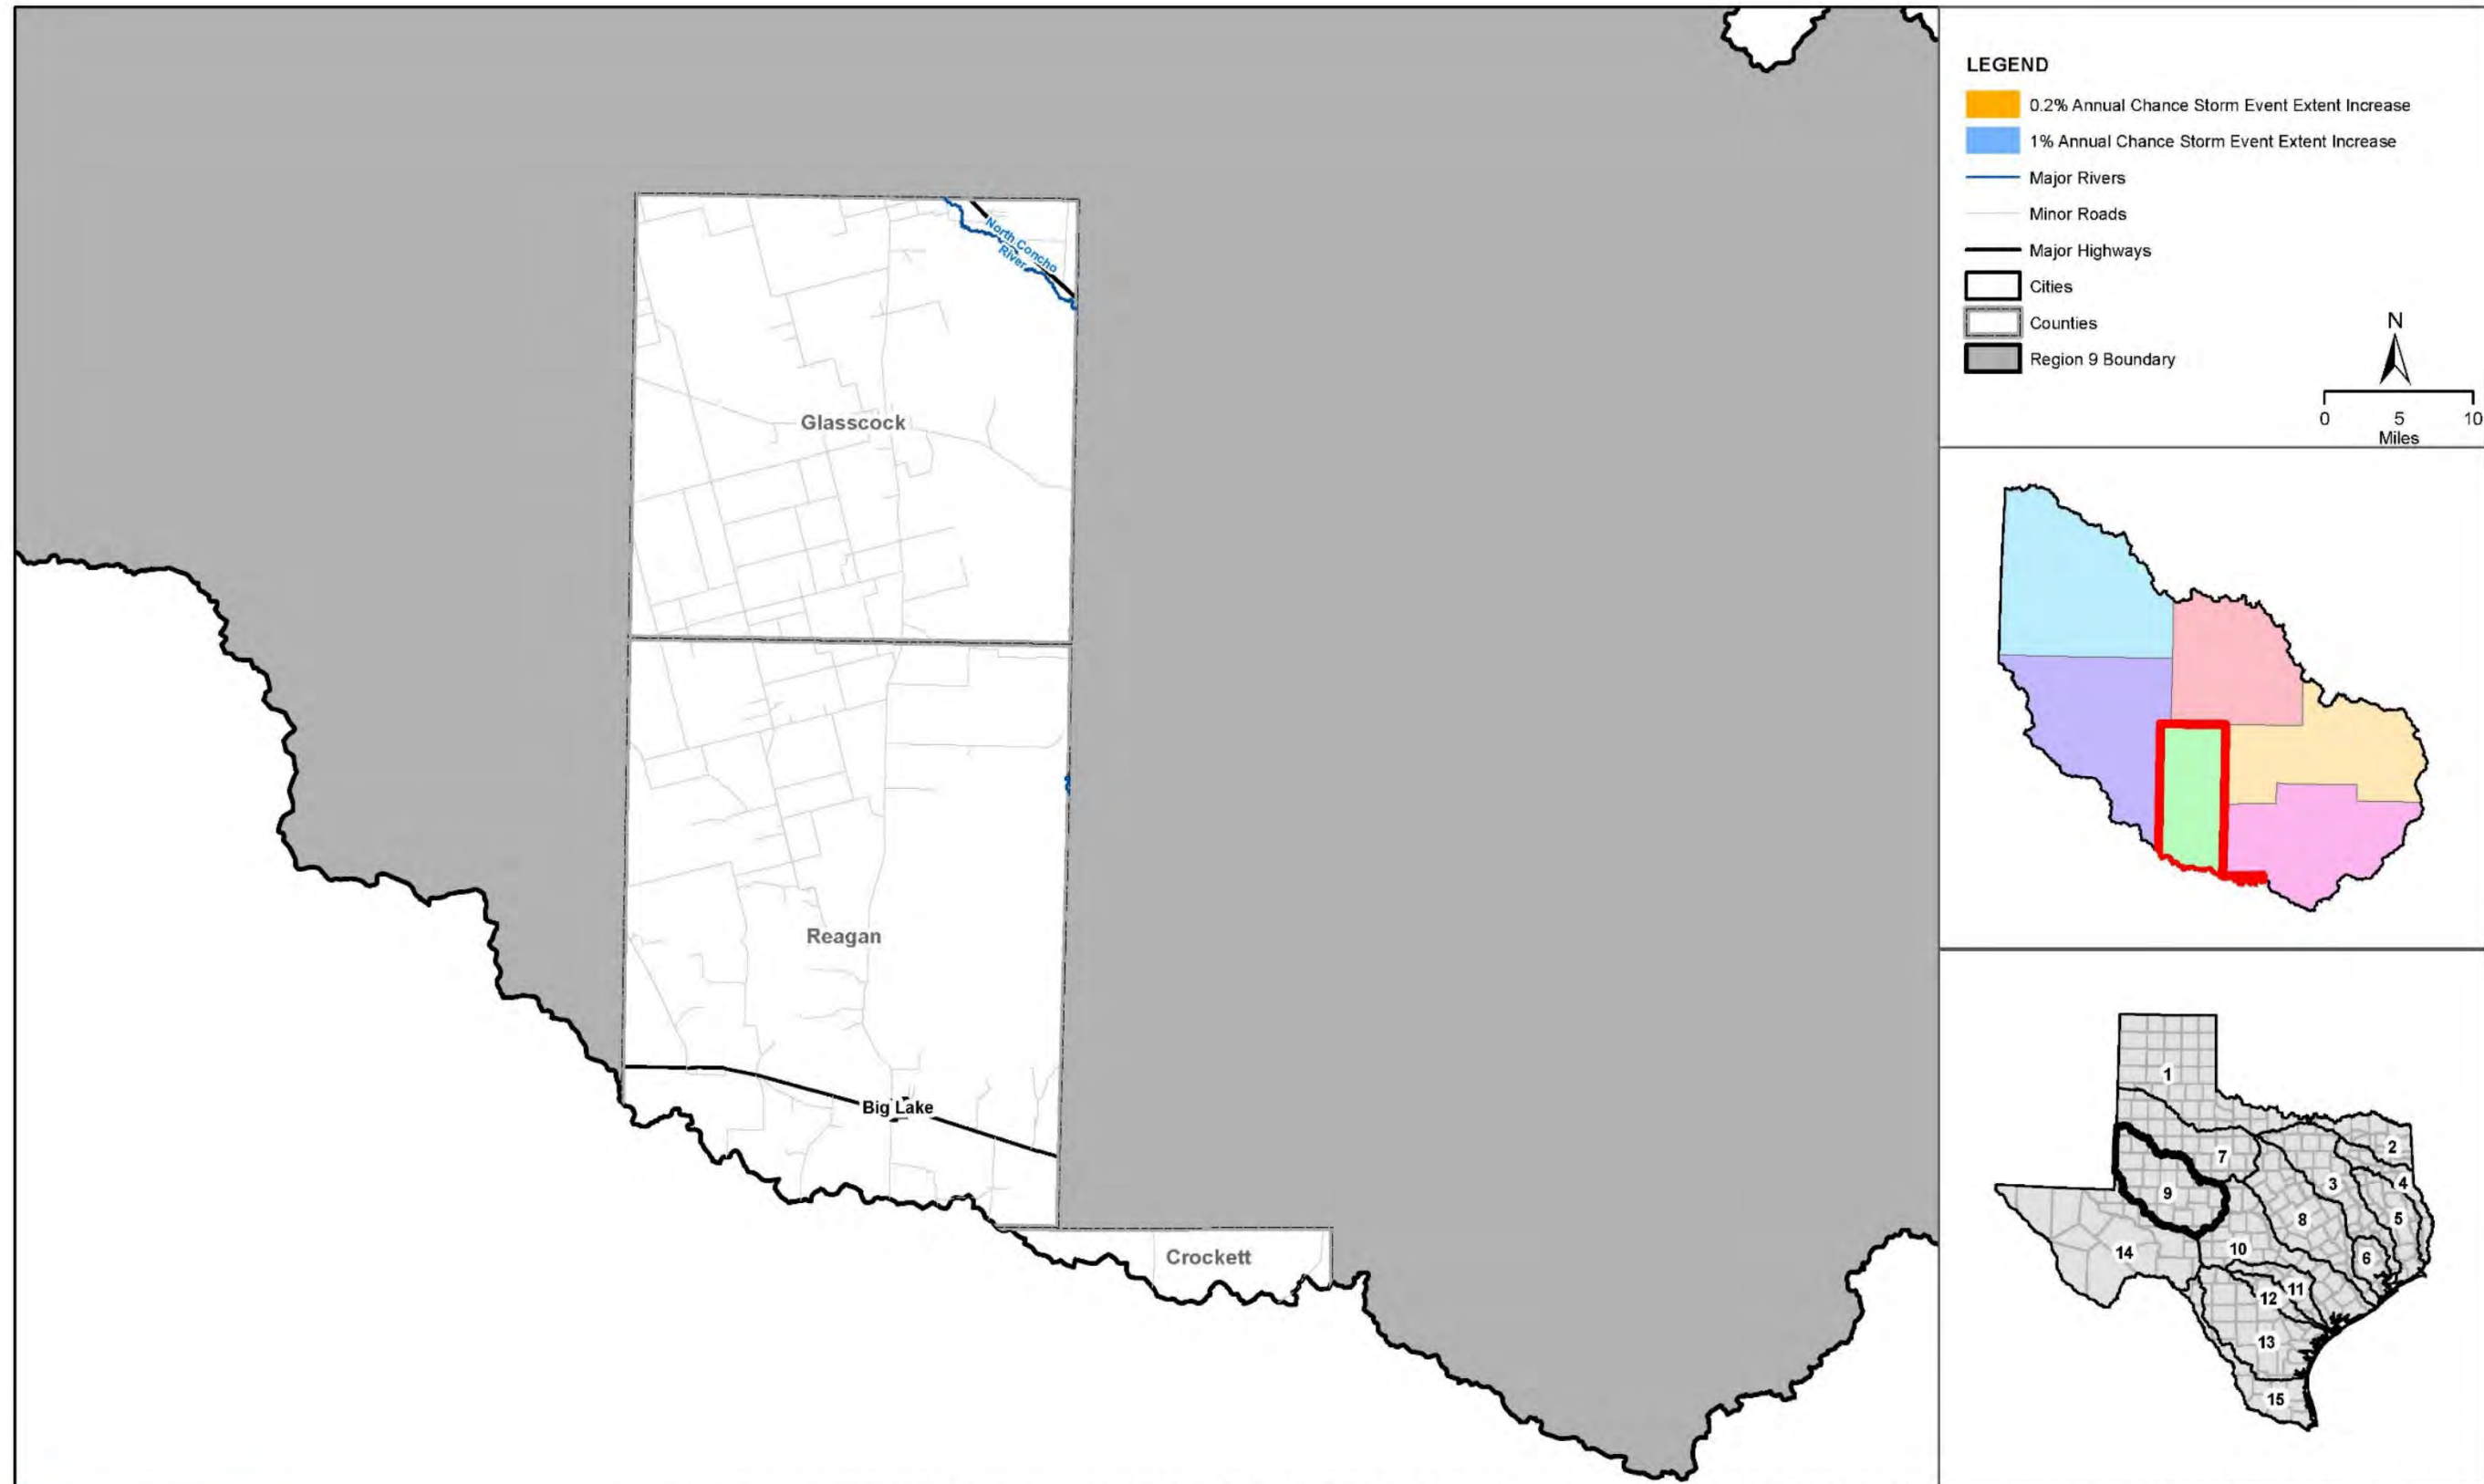 North Concho
River
Glasscock
Reagan
Big Lake
Crockett
LEGEND
0.2% Annual Chance Storm Event Extent Increase
1% Annual Chance Storm Event Extent Increase
Major Rivers
Minor Roads
Major Highways
Cities
Counties
Region 9 Boundary
N
0 5 10
Miles
1
2
7
3
4
9
8
5
10
14
6
11
12
13
15